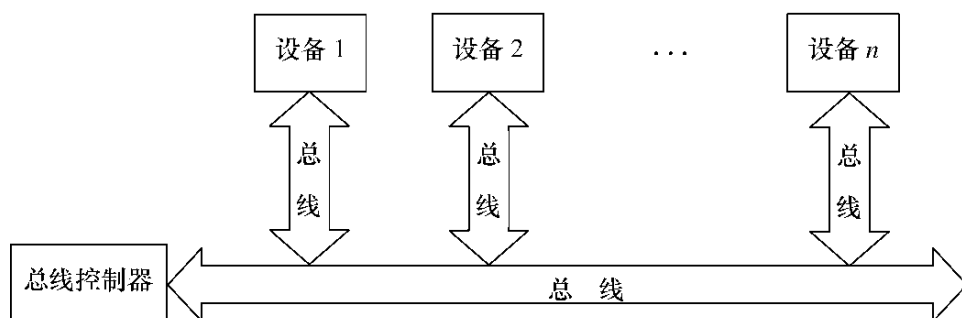 设备 1 设备 2 … 设备 n
总线 总线 总线
总线控制器 总 线